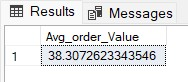 Results Messages
Avg_order_Value
1 38.3072623343546